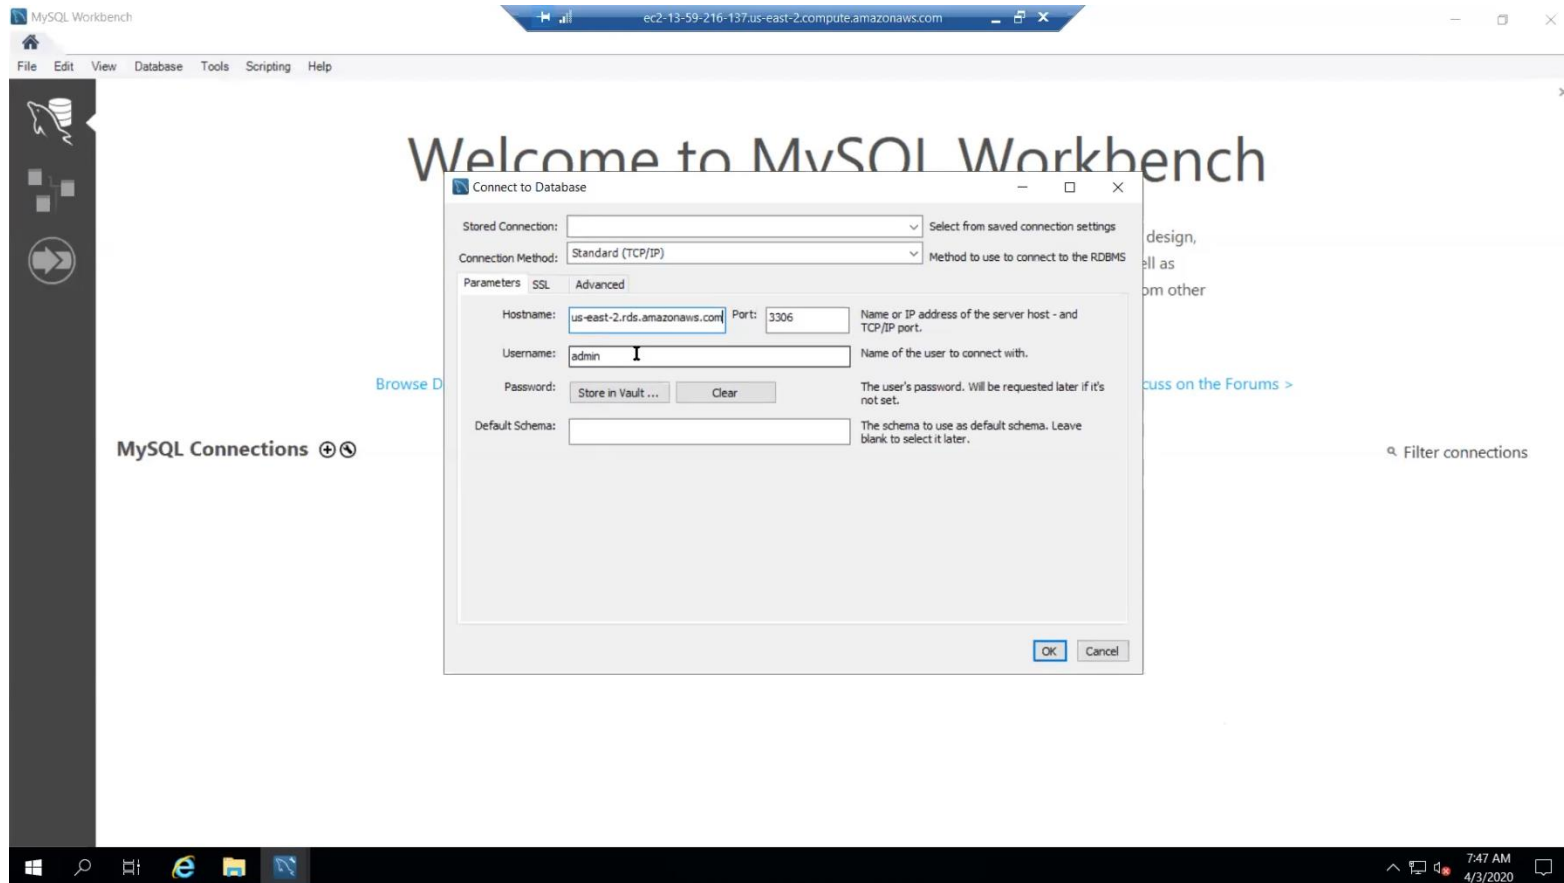 MySQL Workbench
ec2-13-59-216-137.us-east-2.compute.amazonaws.com
File Edit View Database Tools Scripting Help
Welcome to MySQL Workbench
Connect to Database
Stored Connection:
Select from saved connection settings
design,
Connection Method:
Standard (TCP/IP)
Method to use to connect to the RDBMS
ell as
Parameters SSL Advanced
om other
Hostname:
us-east-2.rds.amazonaws.com
Port:
3306
Name or IP address of the server host - and
TCP/IP port.
Username:
admin
Name of the user to connect with.
Browse D
Password:
Store in Vault ...
Clear
The user's password. Will be requested later if it's
not set.
cuss on the Forums >
Default Schema:
The schema to use as default schema. Leave
blank to select it later.
MySQL Connections
Filter connections
OK
Cancel
7:47 AM
4/3/2020